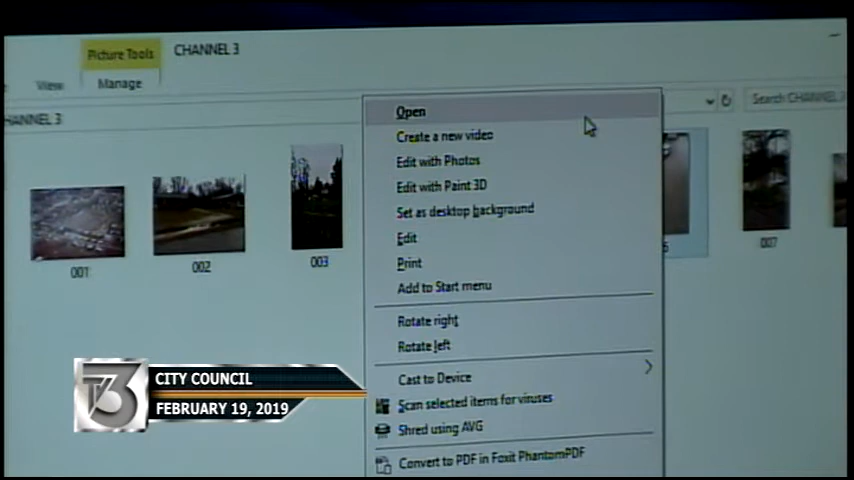 Picture Tools
CHANNEL 3
View
Manage
CHANNEL 3
Search CHANNEL 3
Open
Create a new video
Edit with Photos
Edit with Paint 3D
Set as desktop background
Edit
Print
Add to Start menu
Rotate right
Rotate left
Cast to Device
Scan selected items for viruses
Shred using AVG
Convert to PDF in Foxit PhantomPDF
001
002
003
007
TV3
CITY COUNCIL
FEBRUARY 19, 2019